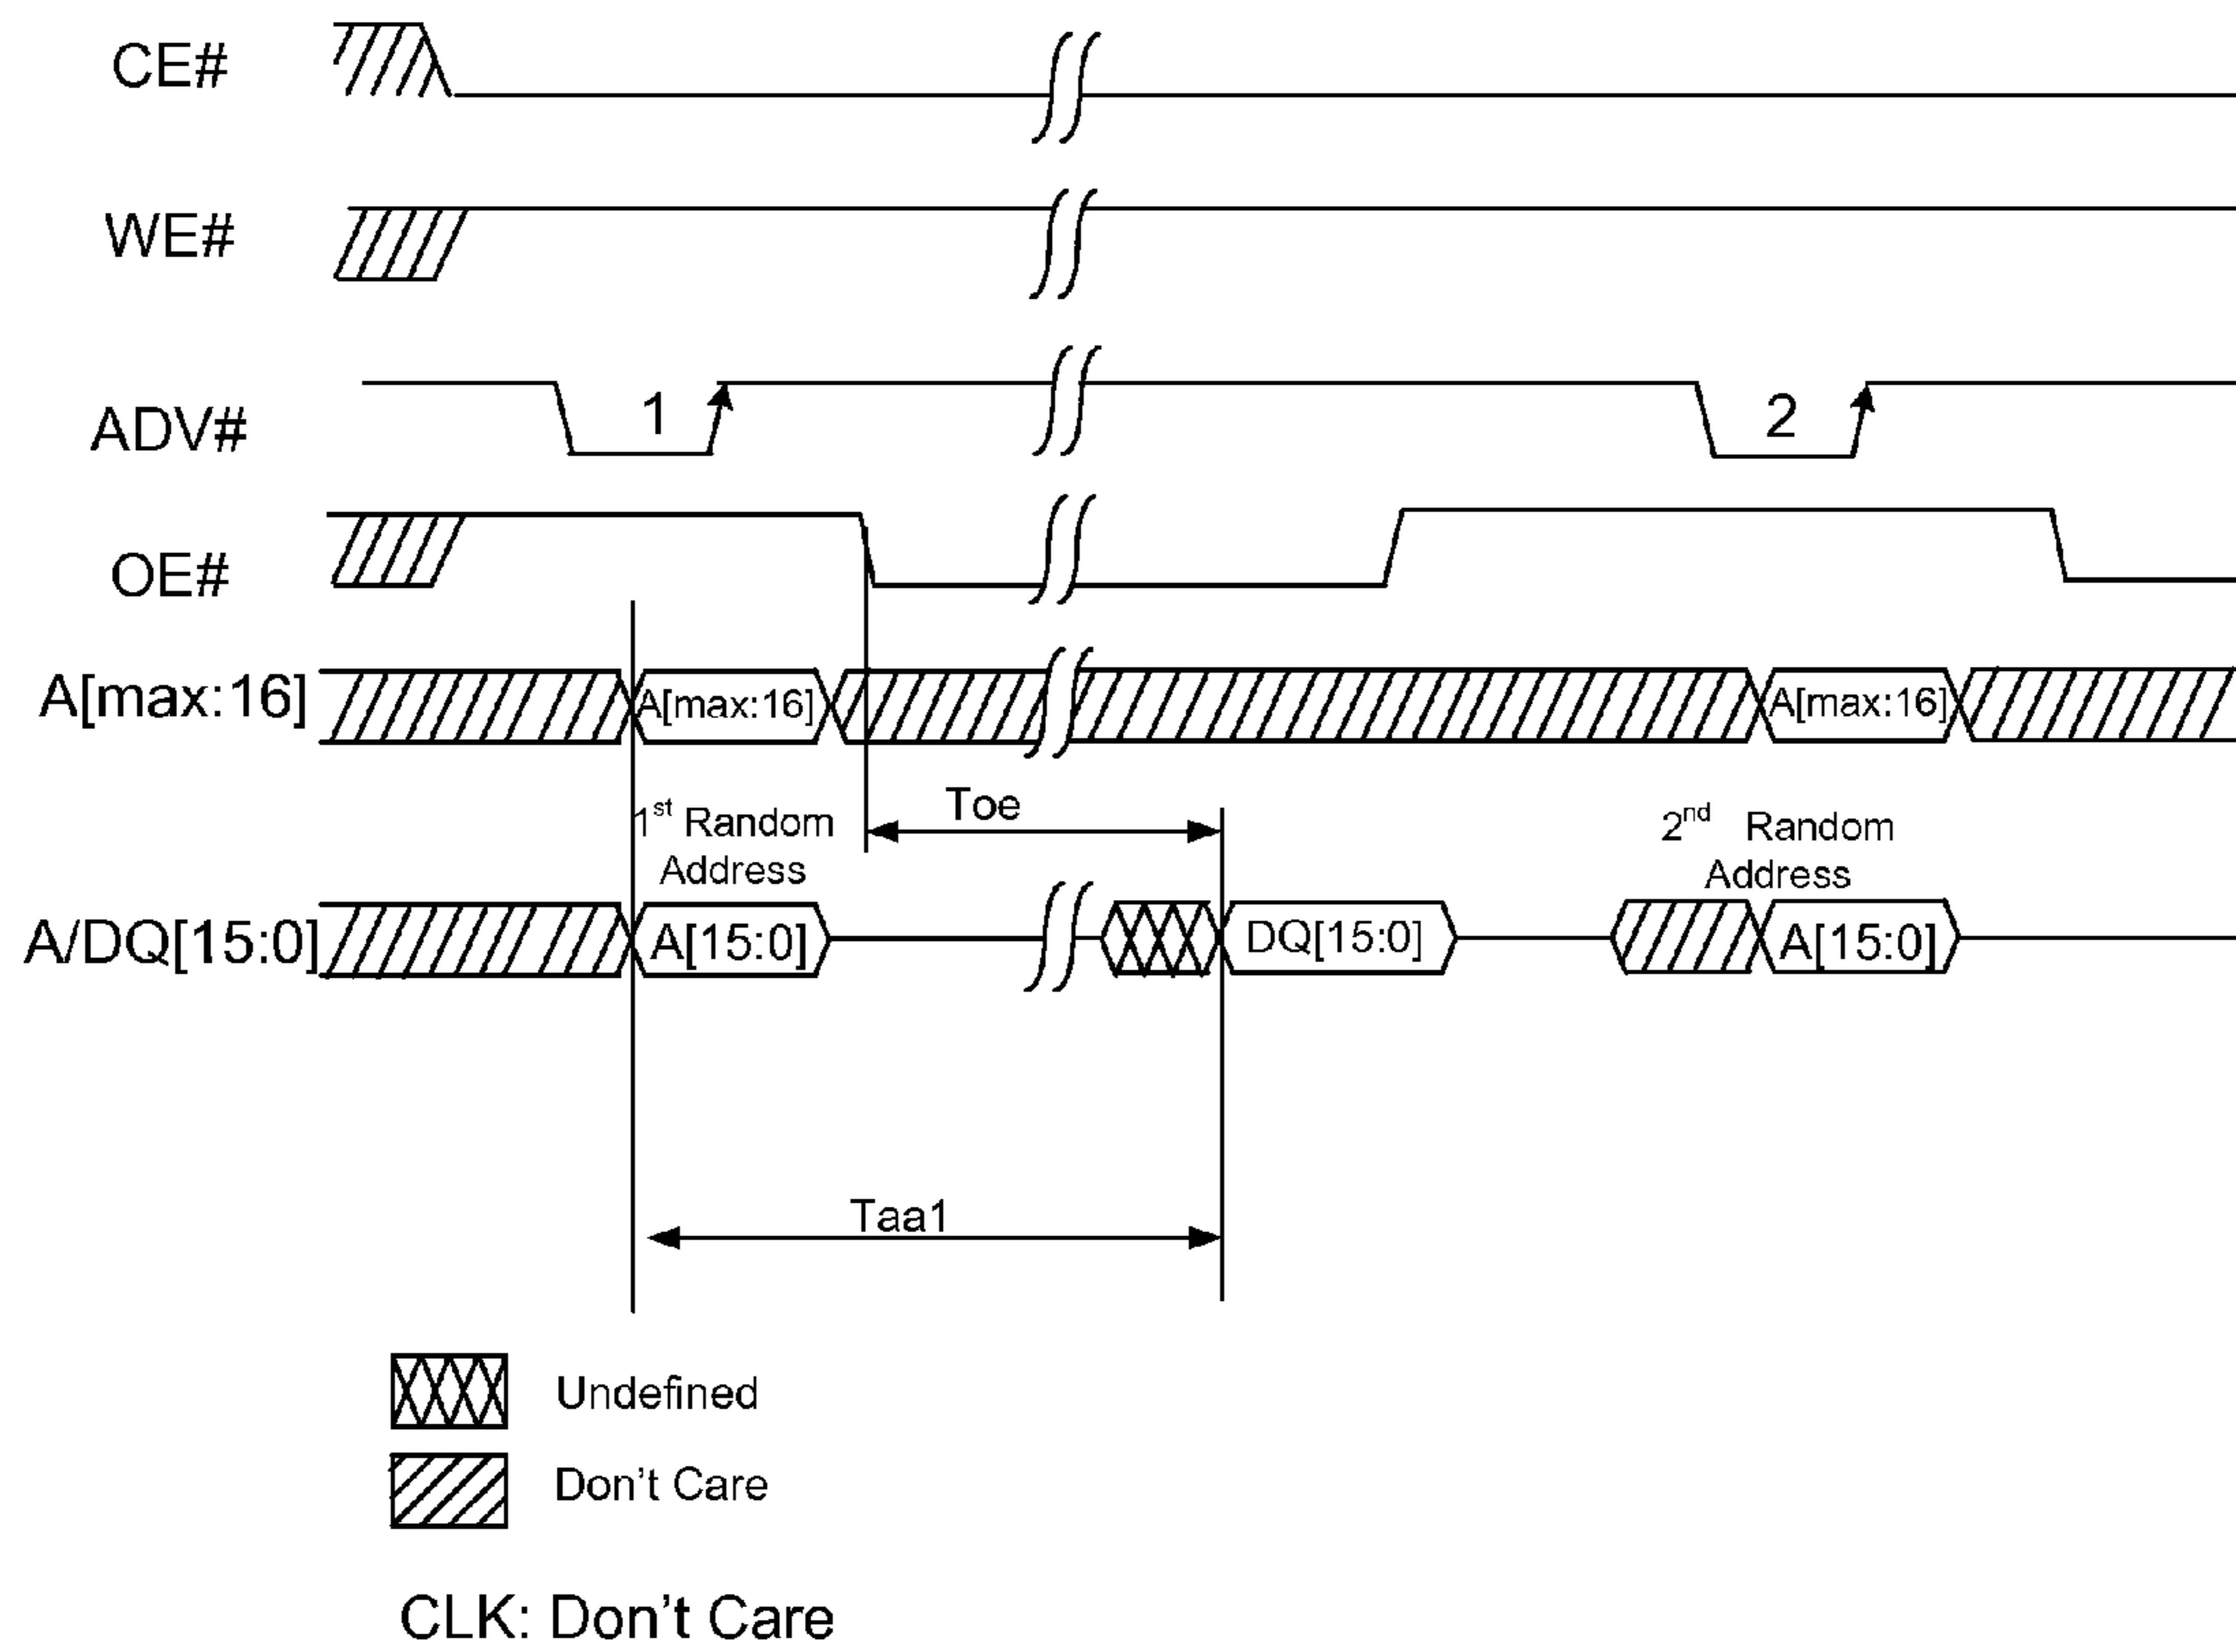 CE#
WE#
ADV#
1
2
OE#
A[max:16]
A[max:16]
A[max:16]
Toe
1st Random
Address
2nd Random
Address
A/DQ[15:0]
A[15:0]
DQ[15:0]
A[15:0]
Taa1
Undefined
Don't Care
CLK: Don't Care